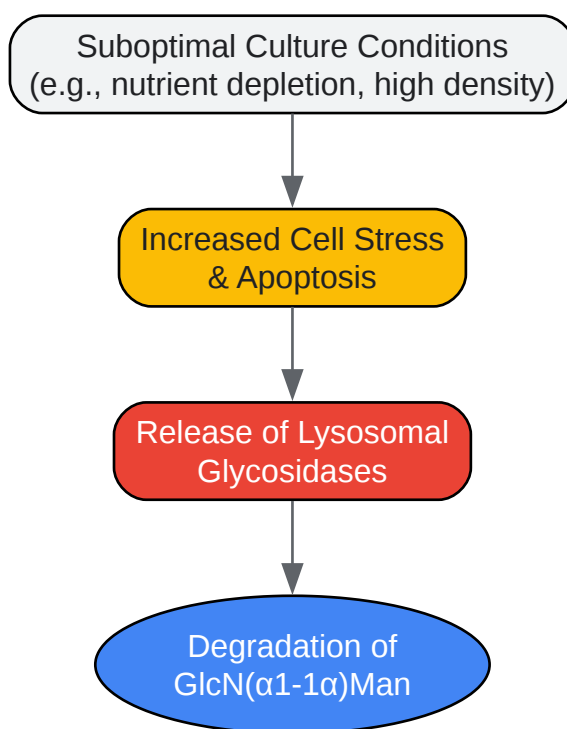 Suboptimal Culture Conditions
(e.g., nutrient depletion, high density)
Increased Cell Stress
& Apoptosis
Release of Lysosomal
Glycosidases
Degradation of
GlcN(α1-1α)Man